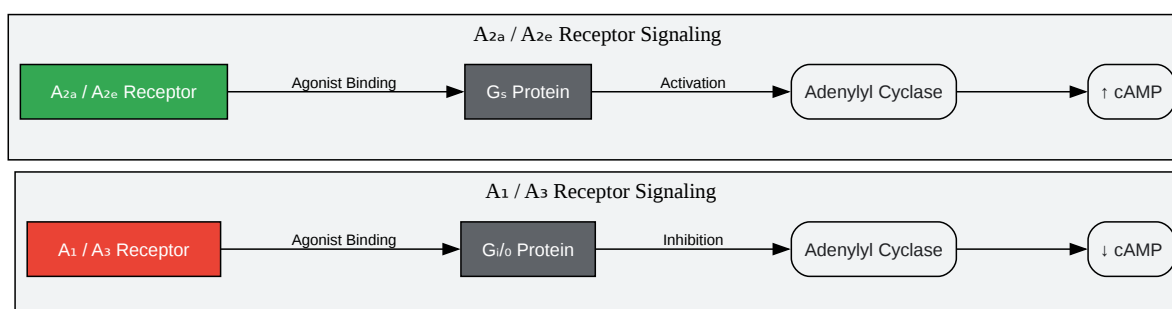 A₂ₐ / A₂ₑ Receptor Signaling
A₂ₐ / A₂ₑ Receptor
Agonist Binding
Gₛ Protein
Activation
Adenylyl Cyclase
↑ cAMP
A₁ / A₃ Receptor Signaling
A₁ / A₃ Receptor
Agonist Binding
Gᵢ/₀ Protein
Inhibition
Adenylyl Cyclase
↓ cAMP